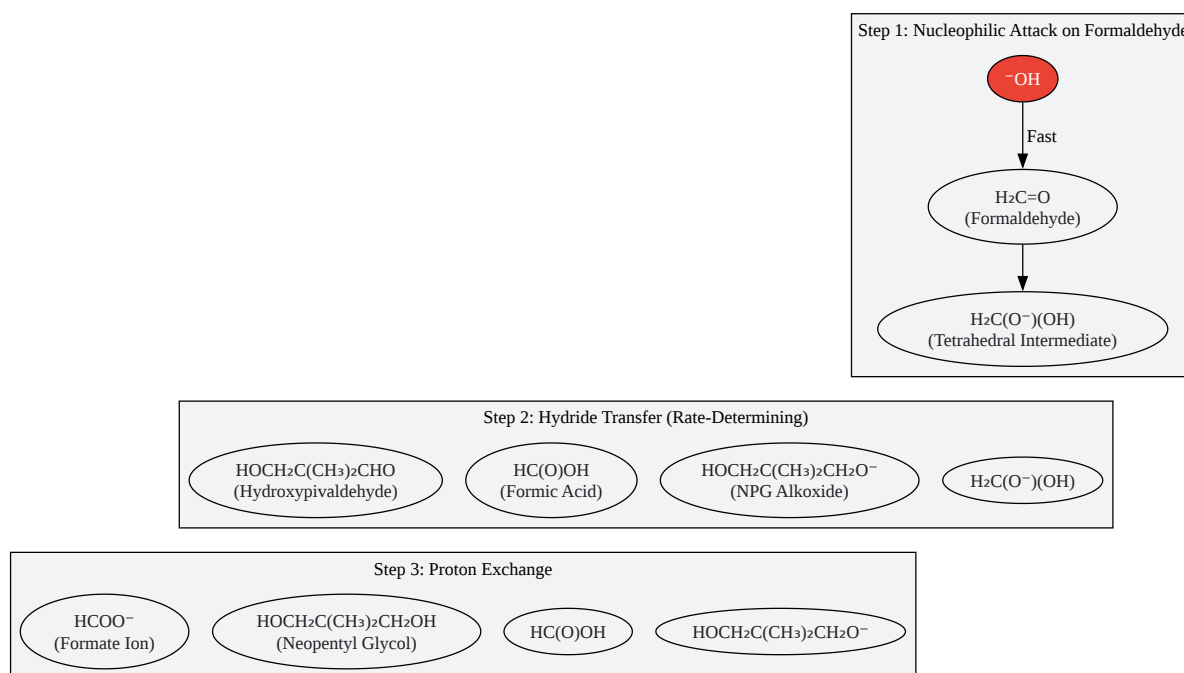 Step 1: Nucleophilic Attack on Formaldehyde
⁻OH
Fast
H₂C=O
(Formaldehyde)
H₂C(O⁻)(OH)
(Tetrahedral Intermediate)
Step 2: Hydride Transfer (Rate-Determining)
HOCH₂C(CH₃)₂CHO
(Hydroxypivaldehyde)
HC(O)OH
(Formic Acid)
HOCH₂C(CH₃)₂CH₂O⁻
(NPG Alkoxide)
H₂C(O⁻)(OH)
Step 3: Proton Exchange
HCOO⁻
(Formate Ion)
HOCH₂C(CH₃)₂CH₂OH
(Neopentyl Glycol)
HC(O)OH
HOCH₂C(CH₃)₂CH₂O⁻